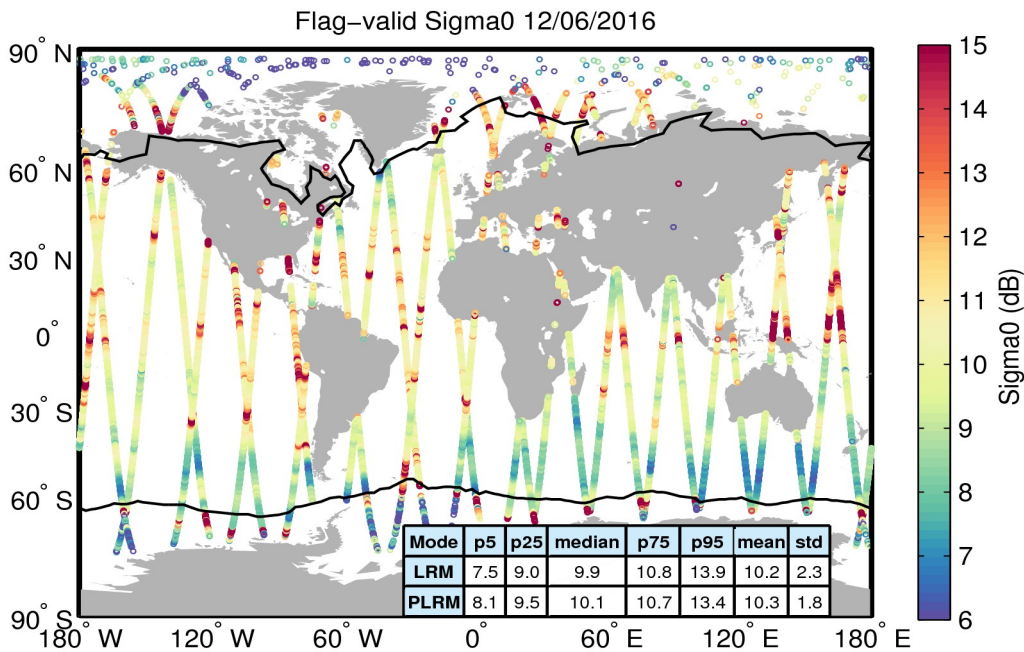 Flag−valid Sigma0 12/06/2016
90° N
60° N
30° N
0°
30° S
60° S
90° S
180° W
120° W
60° W
0°
60° E
120° E
180° E
15
14
13
12
11
10
9
8
7
6
Sigma0 (dB)
Mode p5 p25 median p75 p95 mean std
LRM 7.5 9.0 9.9 10.8 13.9 10.2 2.3
PLRM 8.1 9.5 10.1 10.7 13.4 10.3 1.8